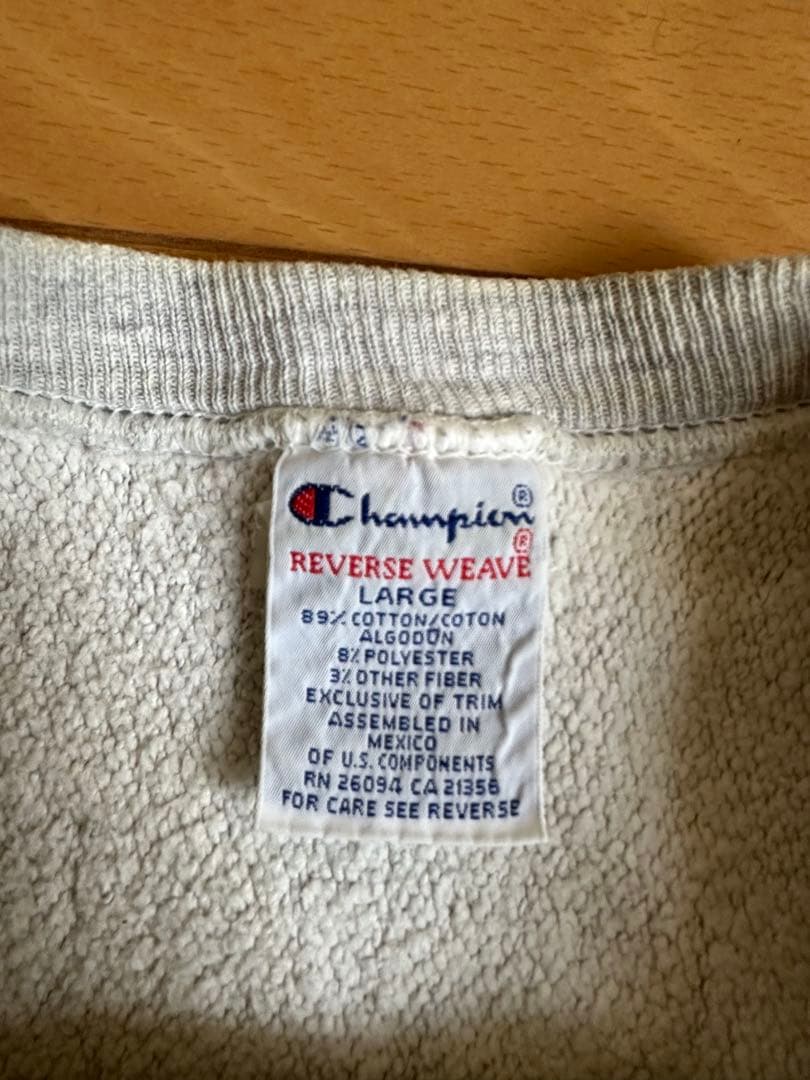 Champion®
REVERSE WEAVE®
LARGE
89% COTTON/COTON
ALGODON
8% POLYESTER
3% OTHER FIBER
EXCLUSIVE OF TRIM
ASSEMBLED IN
MEXICO
OF U.S. COMPONENTS
RN 26094 CA 21356
FOR CARE SEE REVERSE